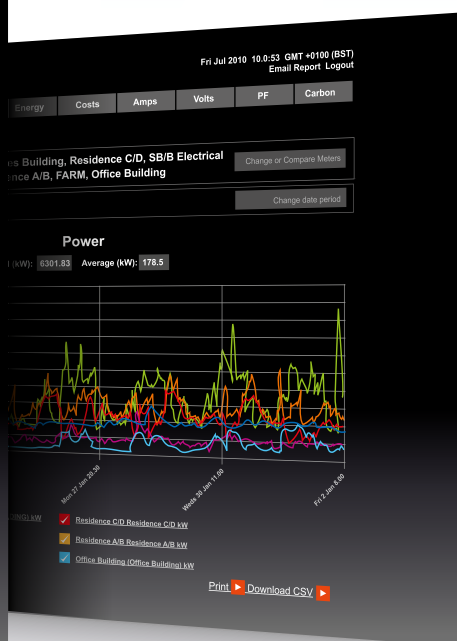 Fri Jul 2010 10.0:53 GMT +0100 (BST)
Email Report Logout
Energy Costs Amps Volts PF Carbon
Building, Residence C/D, SB/B Electrical
Change or Compare Meters
A/B, FARM, Office Building
Change date period
Power
(kW): 6301.83 Average (kW): 178.5
Mon 27 Jan 20.30
Weds 30 Jan 11.00
Fri 2 Jan 8.00
kW
Residence C/D Residence C/D kW
Residence A/B Residence A/B kW
Office Building (Office Building) kW
Print Download CSV